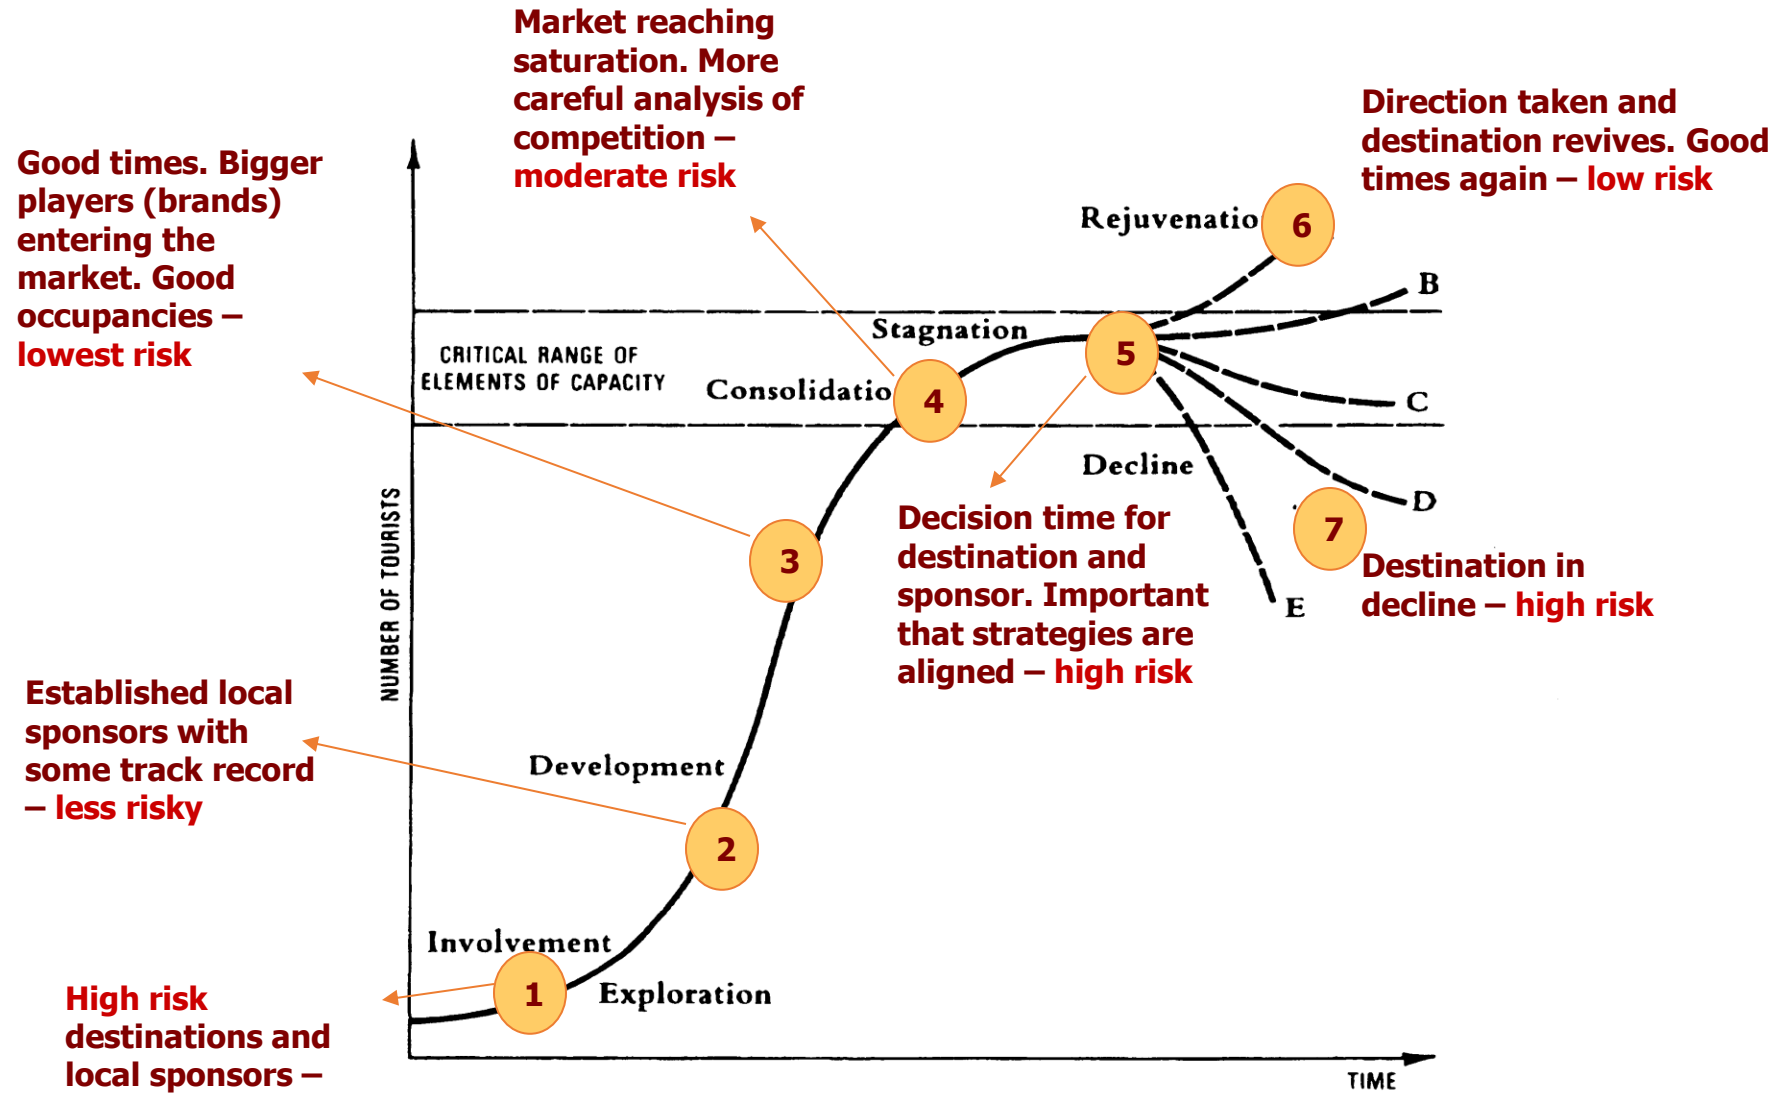 Market reaching
saturation. More
careful analysis of
competition –
moderate risk
Direction taken and
destination revives. Good
times again – low risk
Good times. Bigger
players (brands)
entering the
market. Good
occupancies –
lowest risk
Rejuvenatio
6
B
Stagnation
5
CRITICAL RANGE OF
ELEMENTS OF CAPACITY
Consolidatio
4
C
Decline
D
7
Destination in
decline – high risk
E
Decision time for
destination and
sponsor. Important
that strategies are
aligned – high risk
3
NUMBER OF TOURISTS
Established local
sponsors with
some track record
– less risky
Development
2
Involvement
1
Exploration
High risk
destinations and
local sponsors –
TIME